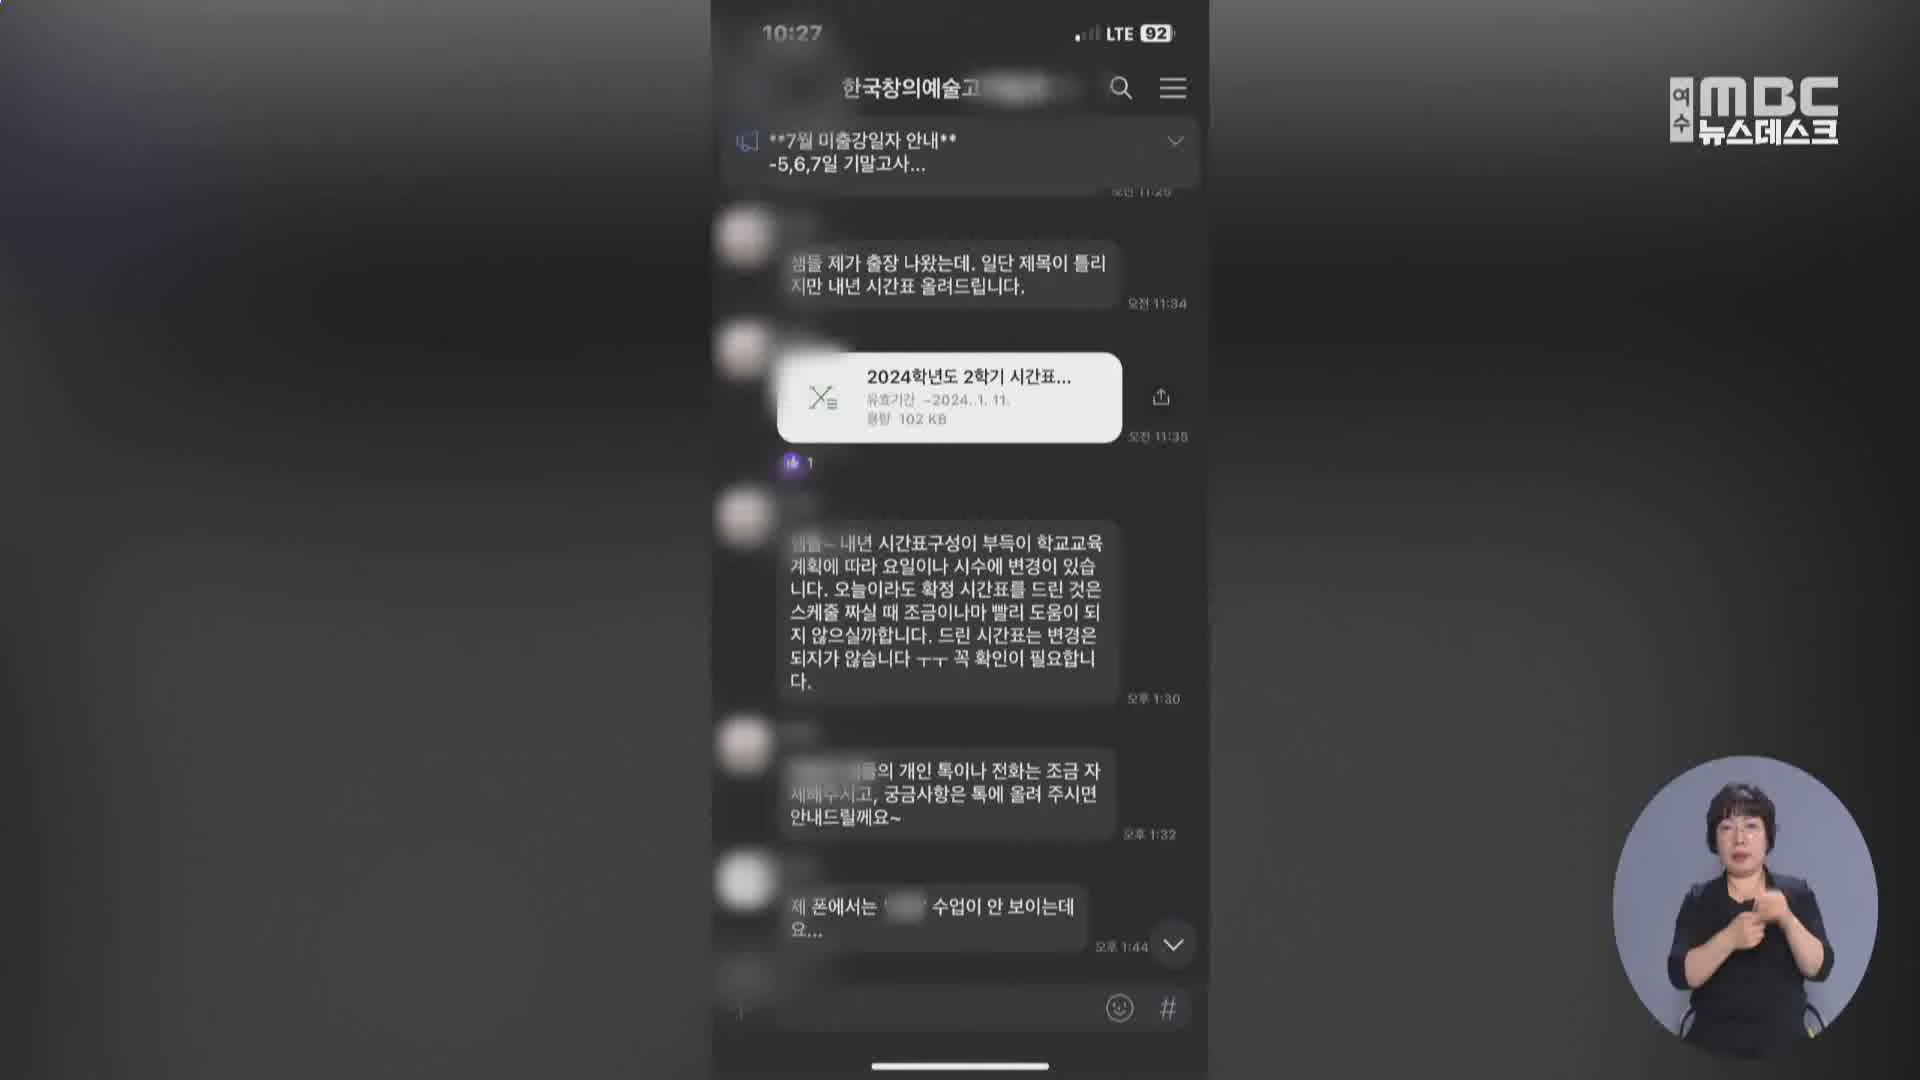 10:27
LTE 92
한국창의예술고
여수 MBC
뉴스데스크
**7월 미출강일자 안내**
-5,6,7일 기말고사...
오전 11:25
쌤들 제가 출장 나왔는데. 일단 제목이 틀리
지만 내년 시간표 올려드립니다.
오전 11:34
2024학년도 2학기 시간표...
유효기간 ~2024. 1. 11.
용량 102 KB
오전 11:35
1
내년 시간표구성이 부득이 학교교육
계획에 따라 요일이나 시수에 변경이 있습
니다. 오늘이라도 확정 시간표를 드린 것은
스케줄 짜실 때 조금이나마 빨리 도움이 되
지 않으실까합니다. 드린 시간표는 변경은
되지가 않습니다 ㅜㅜ 꼭 확인이 필요합니
다.
오후 1:30
개인 톡이나 전화는 조금 자
제해주시고, 궁금사항은 톡에 올려 주시면
안내드릴께요~
오후 1:32
제 폰에서는 수업이 안 보이는데
요...
오후 1:44
#